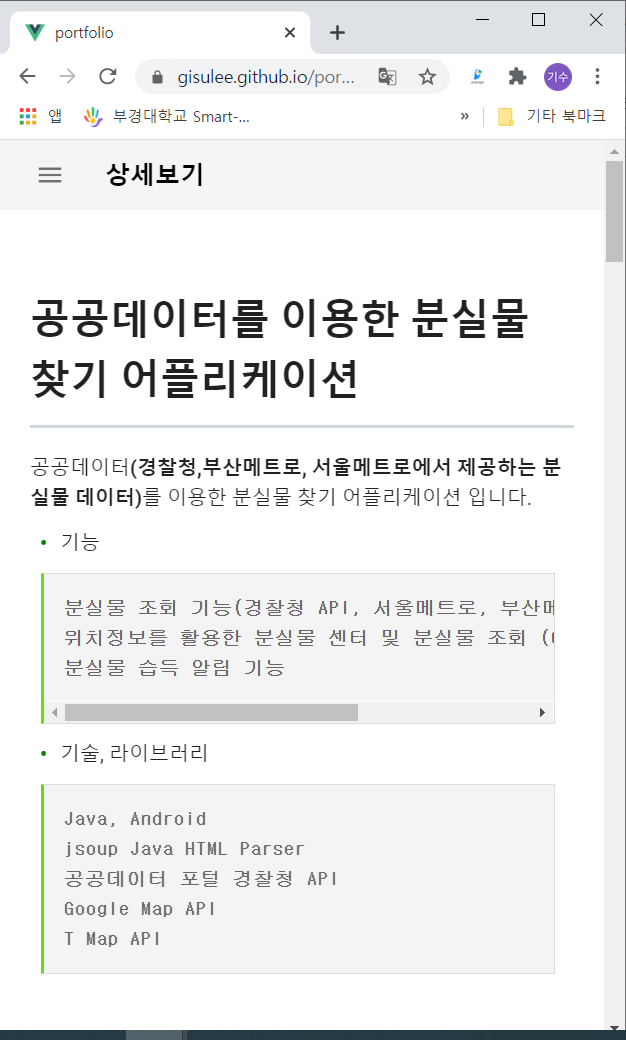 portfolio
gisulee.github.io/por...
기수
앱
부경대학교 Smart-...
»
기타 북마크
상세보기
공공데이터를 이용한 분실물
찾기 어플리케이션
공공데이터(경찰청,부산메트로, 서울메트로에서 제공하는 분
실물 데이터)를 이용한 분실물 찾기 어플리케이션 입니다.
• 기능
분실물 조회 기능(경찰청 API, 서울메트로, 부산메
위치정보를 활용한 분실물 센터 및 분실물 조회 (
분실물 습득 알림 기능
• 기술, 라이브러리
Java, Android
jsoup Java HTML Parser
공공데이터 포털 경찰청 API
Google Map API
T Map API